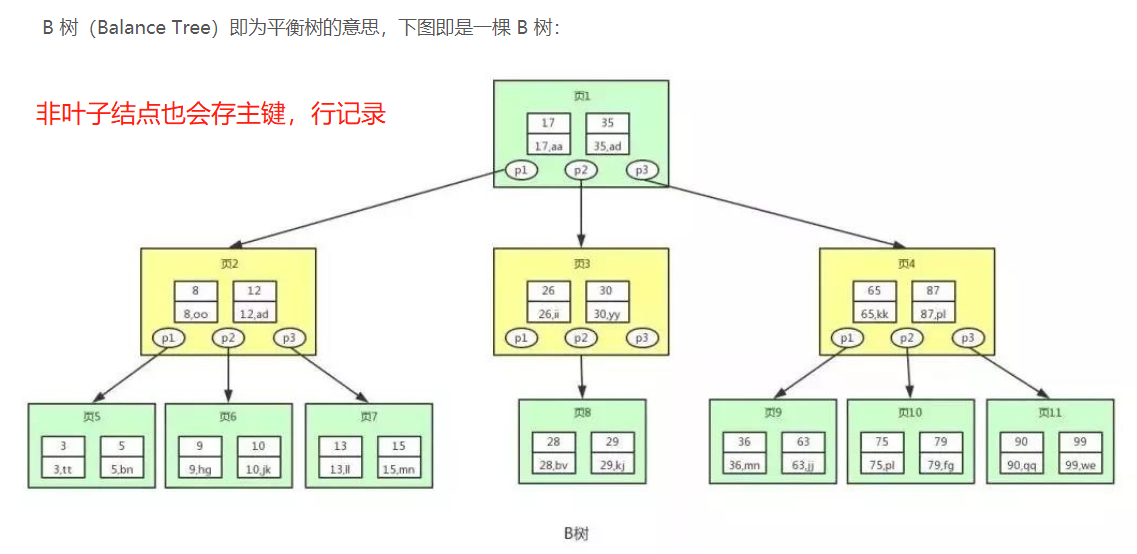 B 树（Balance Tree）即为平衡树的意思，下图即是一棵 B 树：
非叶子结点也会存主键，行记录
页1
17 35
17,aa 35,ad
p1 p2 p3
页2 页3 页4
8 12 26 30 65 87
8,oo 12,ad 26,ii 30,yy 65,kk 87,pl
p1 p2 p3 p1 p2 p3 p1 p2 p3
页5 页6 页7 页8 页9 页10 页11
3 5 9 10 13 15 28 29 36 63 75 79 90 99
3,tt 5,bn 9,hg 10,jk 13,ll 15,mn 28,bv 29,kj 36,mn 63,jj 75,pl 79,fg 90,qq 99,we
B树